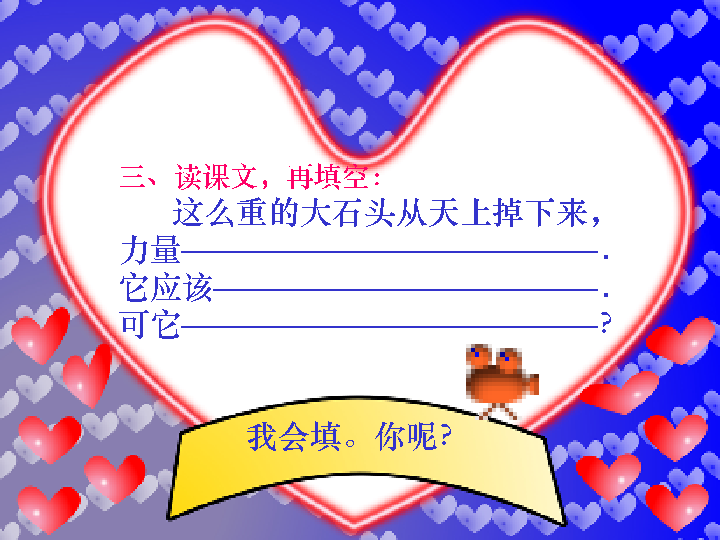 三、读课文，再填空：
这么重的大石头从天上掉下来，
力量————————————.
它应该————————————.
可它————————————?
我会填。你呢?